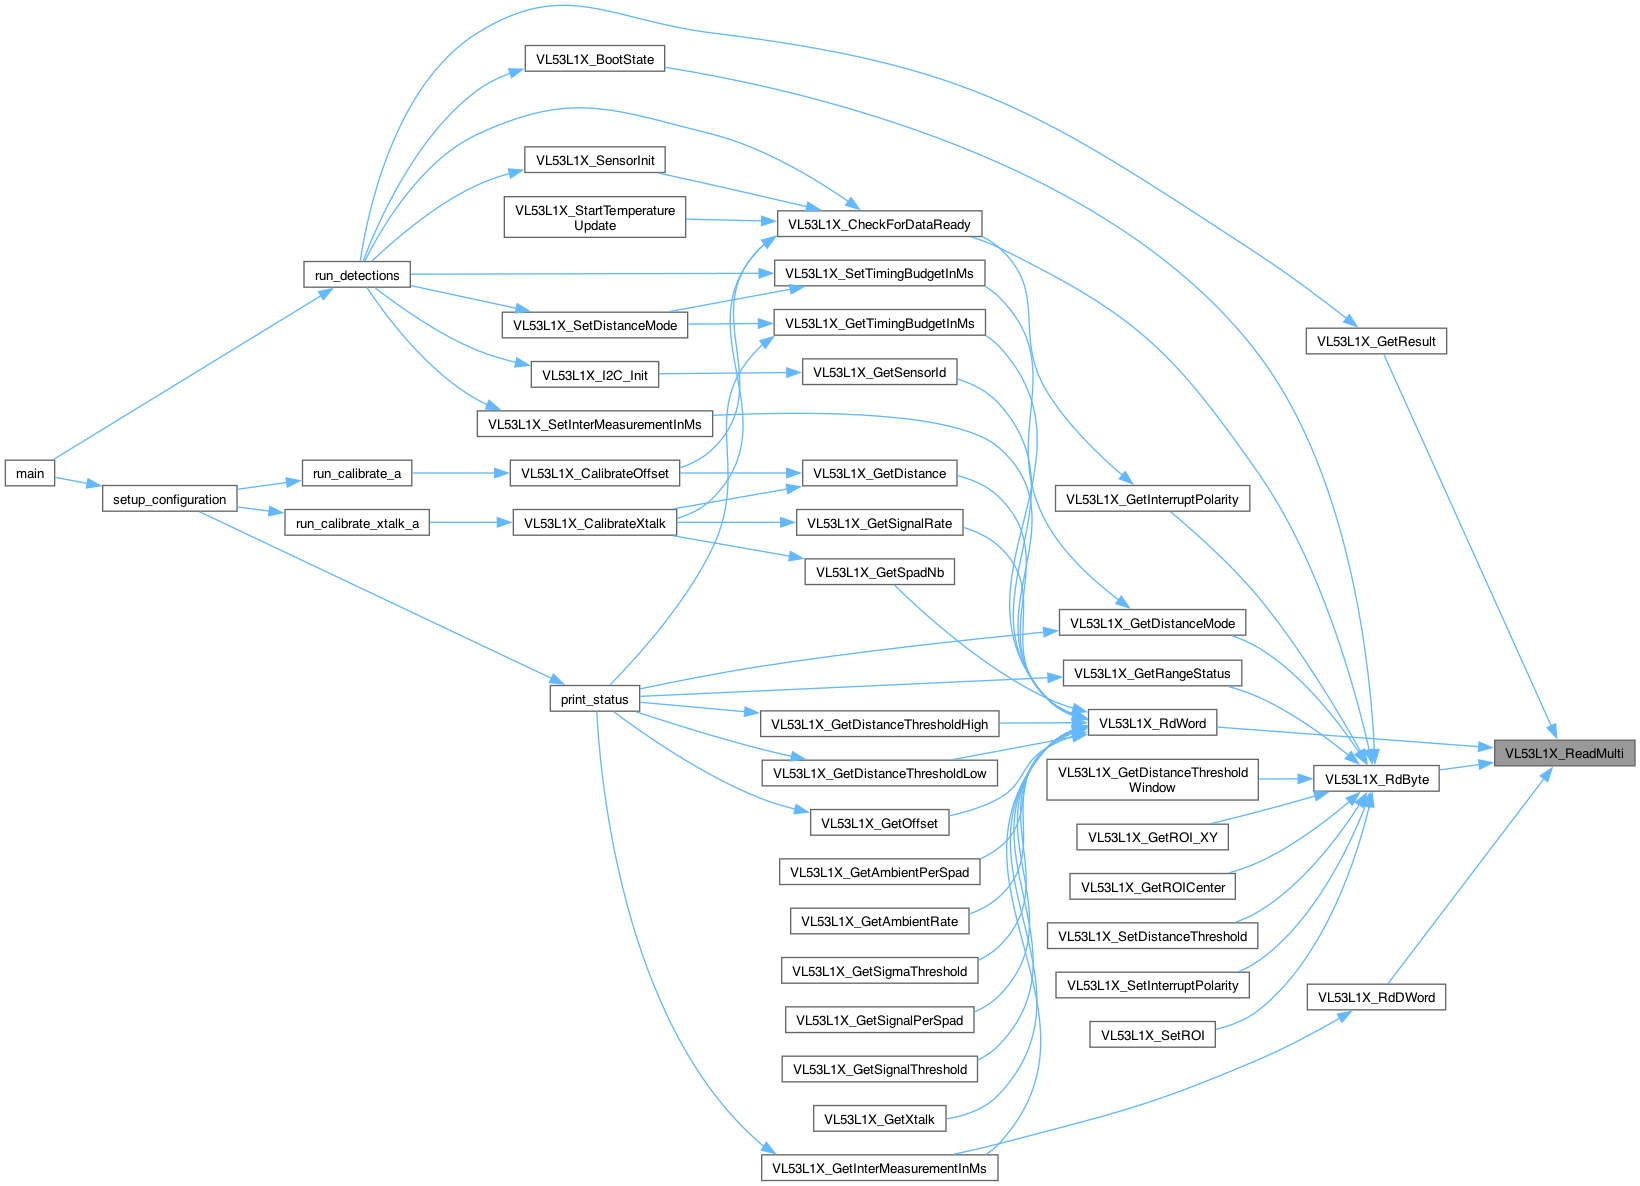 VL53L1X_BootState
VL53L1X_SensorInit
VL53L1X_StartTemperature
Update
VL53L1X_CheckForDataReady
run_detections
VL53L1X_SetTimingBudgetInMs
VL53L1X_SetDistanceMode
VL53L1X_GetTimingBudgetInMs
VL53L1X_GetResult
VL53L1X_I2C_Init
VL53L1X_GetSensorId
VL53L1X_SetInterMeasurementInMs
main
run_calibrate_a
VL53L1X_CalibrateOffset
VL53L1X_GetDistance
setup_configuration
VL53L1X_GetInterruptPolarity
run_calibrate_xtalk_a
VL53L1X_CalibrateXtalk
VL53L1X_GetSignalRate
VL53L1X_GetSpadNb
VL53L1X_GetDistanceMode
VL53L1X_GetRangeStatus
print_status
VL53L1X_GetDistanceThresholdHigh
VL53L1X_RdWord
VL53L1X_ReadMulti
VL53L1X_GetDistanceThresholdLow
VL53L1X_GetDistanceThreshold
Window
VL53L1X_RdByte
VL53L1X_GetOffset
VL53L1X_GetROI_XY
VL53L1X_GetAmbientPerSpad
VL53L1X_GetROICenter
VL53L1X_GetAmbientRate
VL53L1X_SetDistanceThreshold
VL53L1X_GetSigmaThreshold
VL53L1X_SetInterruptPolarity
VL53L1X_RdDWord
VL53L1X_GetSignalPerSpad
VL53L1X_SetROI
VL53L1X_GetSignalThreshold
VL53L1X_GetXtalk
VL53L1X_GetInterMeasurementInMs